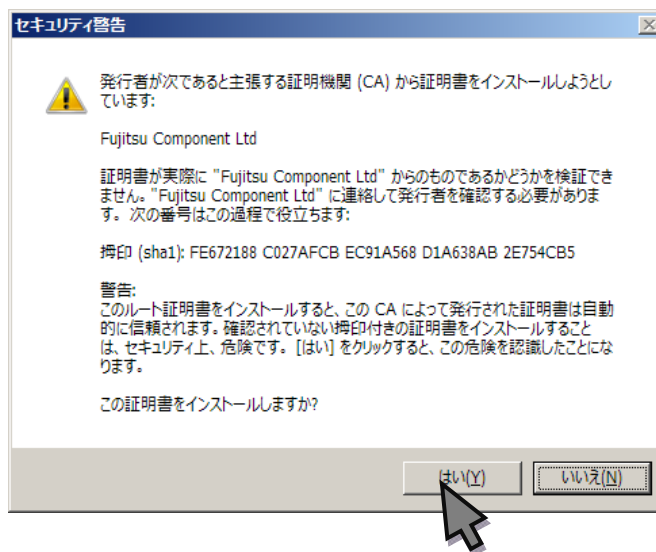 セキュリティ警告
発行者が次であると主張する証明機関 (CA) から証明書をインストールしようとし
ています:
Fujitsu Component Ltd
証明書が実際に "Fujitsu Component Ltd" からのものであるかどうかを検証でき
ません。"Fujitsu Component Ltd" に連絡して発行者を確認する必要がありま
す。次の番号はこの過程で役立ちます:
拇印 (sha1): FE672188 C027AFCB EC91A568 D1A638AB 2E754CB5
警告:
このルート証明書をインストールすると、この CA によって発行された証明書は自動
的に信頼されます。確認されていない拇印付きの証明書をインストールすること
は、セキュリティ上、危険です。[はい] をクリックすると、この危険を認識したことにな
ります。
この証明書をインストールしますか?
はい(Y) いいえ(N)